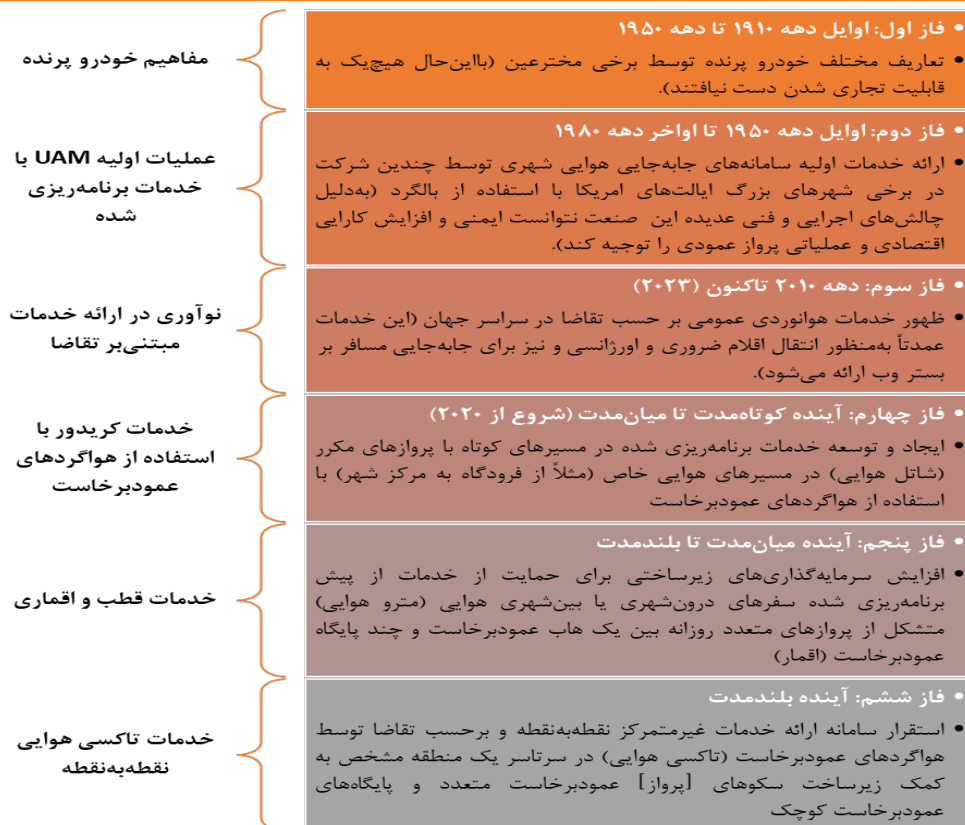 • فاز اول: اوایل دهه ۱۹۱۰ تا دهه ۱۹۵۰
• تعاریف مختلف خودرو پرنده توسط برخی مخترعین (بااین‌حال هیچ‌یک به
قابلیت تجاری شدن دست نیافتند).
مفاهیم خودرو پرنده
• فاز دوم: اوایل دهه ۱۹۵۰ تا اواخر دهه ۱۹۸۰
• ارائه خدمات اولیه سامانه‌های جابه‌جایی هوایی شهری توسط چندین شرکت
در برخی شهرهای بزرگ ایالت‌های امریکا با استفاده از بالگرد (به‌دلیل
چالش‌های اجرایی و فنی عدیده این صنعت نتوانست ایمنی و افزایش کارایی
اقتصادی و عملیاتی پرواز عمودی را توجیه کند).
عملیات اولیه UAM با
خدمات برنامه‌ریزی
شده
• فاز سوم: دهه ۲۰۱۰ تاکنون (۲۰۲۳)
• ظهور خدمات هوانوردی عمومی بر حسب تقاضا در سراسر جهان (این خدمات
عمدتاً به‌منظور انتقال اقلام ضروری و اورژانسی و نیز برای جابه‌جایی مسافر بر
بستر وب ارائه می‌شود).
نوآوری در ارائه خدمات
مبتنی‌بر تقاضا
• فاز چهارم: آینده کوتاه‌مدت تا میان‌مدت (شروع از ۲۰۲۰)
• ایجاد و توسعه خدمات برنامه‌ریزی شده در مسیرهای کوتاه با پروازهای مکرر
(شاتل هوایی) در مسیرهای هوایی خاص (مثلاً از فرودگاه به مرکز شهر) با
استفاده از هواگردهای عمودبرخاست
خدمات کریدور با
استفاده از هواگردهای
عمودبرخاست
• فاز پنجم: آینده میان‌مدت تا بلندمدت
• افزایش سرمایه‌گذاری‌های زیرساختی برای حمایت از خدمات از پیش
برنامه‌ریزی شده سفرهای درون‌شهری یا بین‌شهری هوایی (مترو هوایی)
متشکل از پروازهای متعدد روزانه بین یک هاب عمودبرخاست و چند پایگاه
عمودبرخاست (اقمار)
خدمات قطب و اقماری
• فاز ششم: آینده بلندمدت
• استقرار سامانه ارائه خدمات غیرمتمرکز نقطه‌به‌نقطه و برحسب تقاضا توسط
هواگردهای عمودبرخاست (تاکسی هوایی) در سرتاسر یک منطقه مشخص به
کمک زیرساخت سکوهای [پرواز] عمودبرخاست متعدد و پایگاه‌های
عمودبرخاست کوچک
خدمات تاکسی هوایی
نقطه‌به‌نقطه